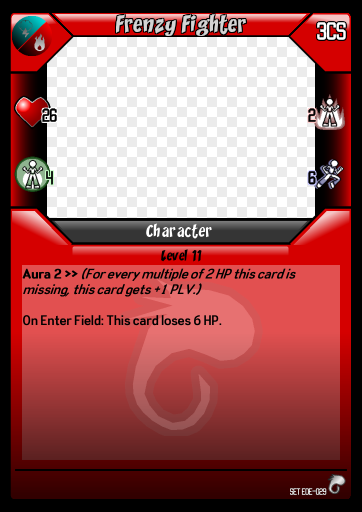 Frenzy Fighter
3CS
26
2
4
6
Character
Level 11
Aura 2 >> (For every multiple of 2 HP this card is
missing, this card gets +1 PLV.)
On Enter Field: This card loses 6 HP.
SET EOE-029